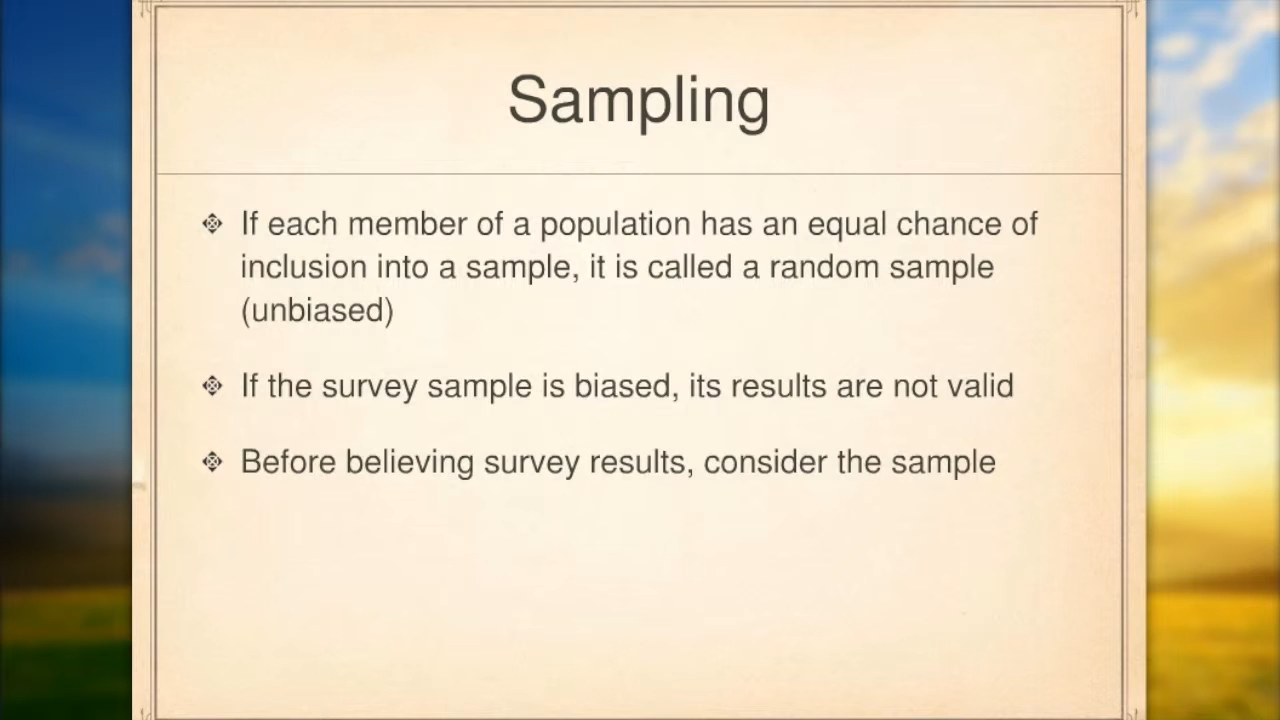 Sampling
If each member of a population has an equal chance of
inclusion into a sample, it is called a random sample
(unbiased)
If the survey sample is biased, its results are not valid
Before believing survey results, consider the sample